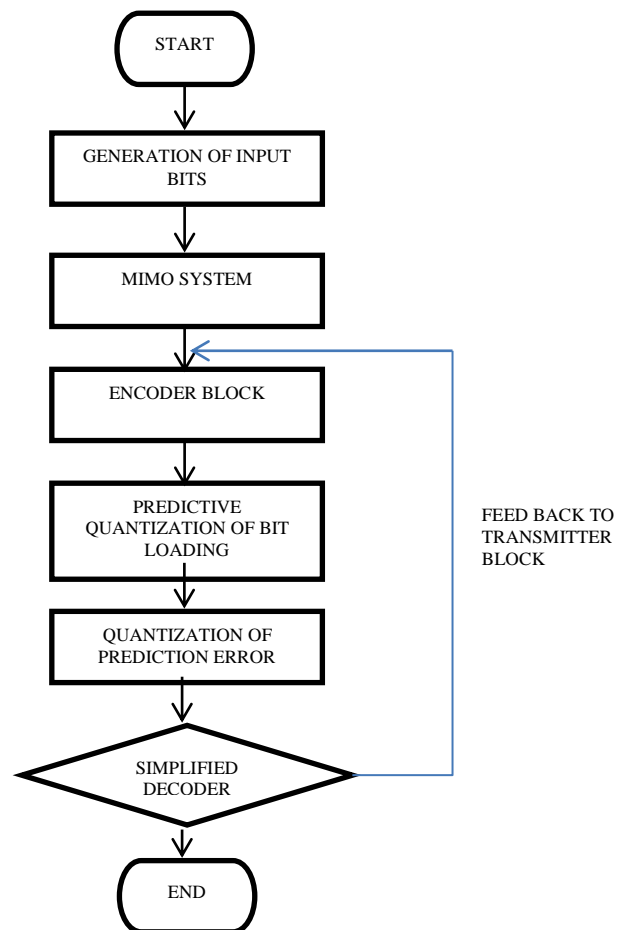 START
GENERATION OF INPUT
BITS
MIMO SYSTEM
ENCODER BLOCK
PREDICTIVE
QUANTIZATION OF BIT
LOADING
FEED BACK TO
TRANSMITTER
BLOCK
QUANTIZATION OF
PREDICTION ERROR
SIMPLIFIED
DECODER
END